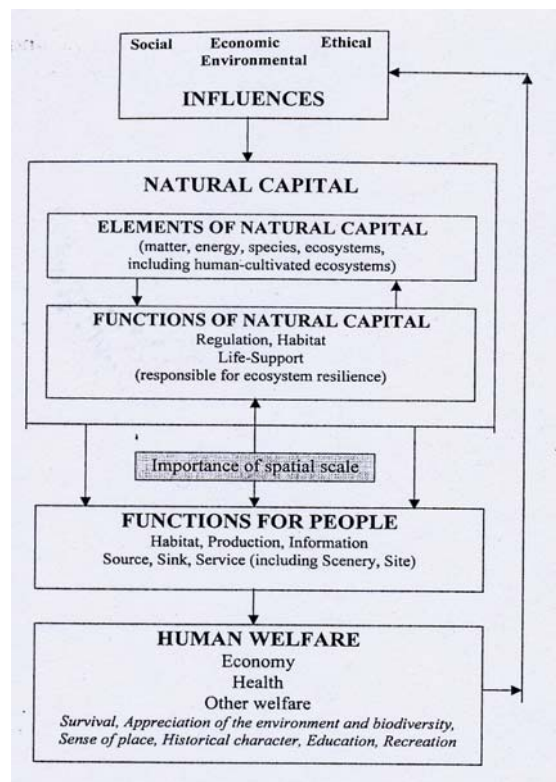 Social Economic Ethical
Environmental
INFLUENCES
NATURAL CAPITAL
ELEMENTS OF NATURAL CAPITAL
(matter, energy, species, ecosystems,
including human-cultivated ecosystems)
FUNCTIONS OF NATURAL CAPITAL
Regulation, Habitat
Life-Support
(responsible for ecosystem resilience)
Importance of spatial scale
FUNCTIONS FOR PEOPLE
Habitat, Production, Information
Source, Sink, Service (including Scenery, Site)
HUMAN WELFARE
Economy
Health
Other welfare
Survival, Appreciation of the environment and biodiversity,
Sense of place, Historical character, Education, Recreation